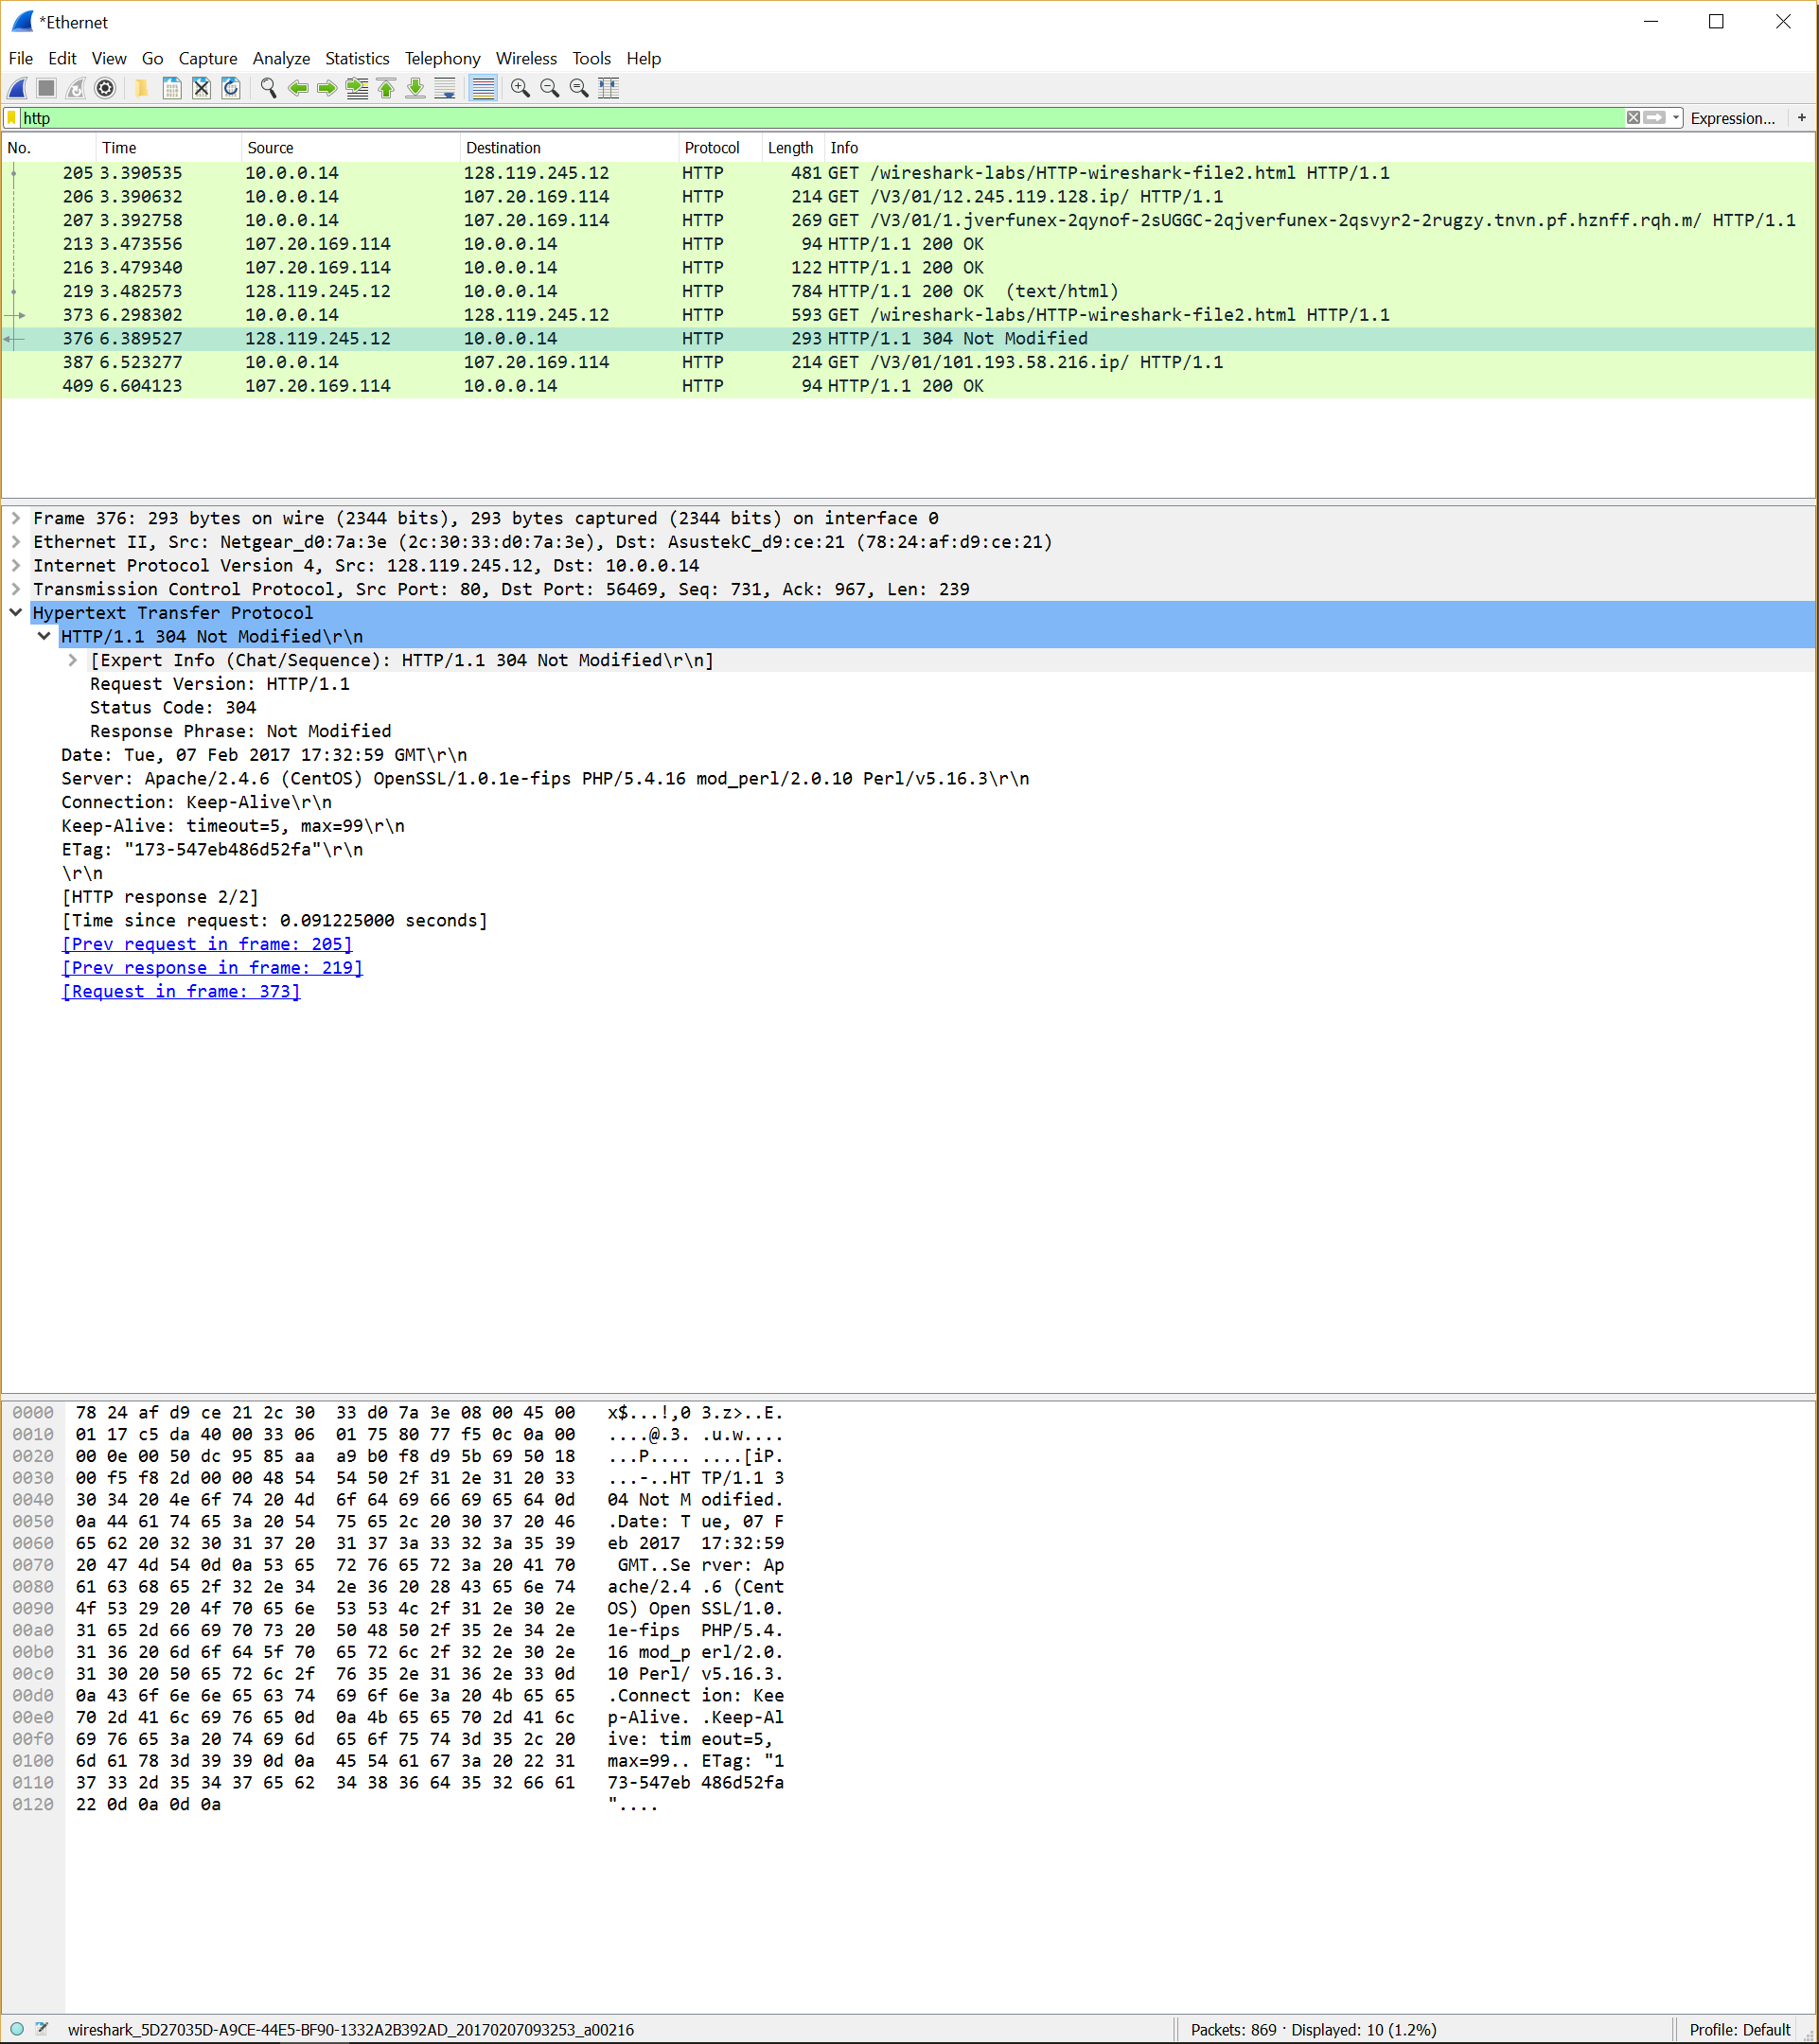 *Ethernet
File Edit View Go Capture Analyze Statistics Telephony Wireless Tools Help
http Expression... +
No. Time Source Destination Protocol Length Info
205 3.390535 10.0.0.14 128.119.245.12 HTTP 481 GET /wireshark-labs/HTTP-wireshark-file2.html HTTP/1.1
206 3.390632 10.0.0.14 107.20.169.114 HTTP 214 GET /V3/01/12.245.119.128.ip/ HTTP/1.1
207 3.392758 10.0.0.14 107.20.169.114 HTTP 269 GET /V3/01/1.jverfunex-2qynof-2sUGGC-2qjverfunex-2qsvyr2-2rugzy.tnvn.pf.hznff.rqh.m/ HTTP/1.1
213 3.473556 107.20.169.114 10.0.0.14 HTTP 94 HTTP/1.1 200 OK
216 3.479340 107.20.169.114 10.0.0.14 HTTP 122 HTTP/1.1 200 OK
219 3.482573 128.119.245.12 10.0.0.14 HTTP 784 HTTP/1.1 200 OK (text/html)
373 6.298302 10.0.0.14 128.119.245.12 HTTP 593 GET /wireshark-labs/HTTP-wireshark-file2.html HTTP/1.1
376 6.389527 128.119.245.12 10.0.0.14 HTTP 293 HTTP/1.1 304 Not Modified
387 6.523277 10.0.0.14 107.20.169.114 HTTP 214 GET /V3/01/101.193.58.216.ip/ HTTP/1.1
409 6.604123 107.20.169.114 10.0.0.14 HTTP 94 HTTP/1.1 200 OK
Frame 376: 293 bytes on wire (2344 bits), 293 bytes captured (2344 bits) on interface 0
Ethernet II, Src: Netgear_d0:7a:3e (2c:30:33:d0:7a:3e), Dst: AsustekC_d9:ce:21 (78:24:af:d9:ce:21)
Internet Protocol Version 4, Src: 128.119.245.12, Dst: 10.0.0.14
Transmission Control Protocol, Src Port: 80, Dst Port: 56469, Seq: 731, Ack: 967, Len: 239
Hypertext Transfer Protocol
HTTP/1.1 304 Not Modified\r\n
[Expert Info (Chat/Sequence): HTTP/1.1 304 Not Modified\r\n]
Request Version: HTTP/1.1
Status Code: 304
Response Phrase: Not Modified
Date: Tue, 07 Feb 2017 17:32:59 GMT\r\n
Server: Apache/2.4.6 (CentOS) OpenSSL/1.0.1e-fips PHP/5.4.16 mod_perl/2.0.10 Perl/v5.16.3\r\n
Connection: Keep-Alive\r\n
Keep-Alive: timeout=5, max=99\r\n
ETag: "173-547eb486d52fa"\r\n
\r\n
[HTTP response 2/2]
[Time since request: 0.091225000 seconds]
[Prev request in frame: 205]
[Prev response in frame: 219]
[Request in frame: 373]
0000 78 24 af d9 ce 21 2c 30 33 d0 7a 3e 08 00 45 00 x$...!,0 3.z>..E.
0010 01 17 c5 da 40 00 33 06 01 75 80 77 f5 0c 0a 00 ....@.3. .u.w....
0020 00 0e 00 50 dc 95 85 aa a9 b0 f8 d9 5b 69 50 18 ...P.... ....[iP.
0030 00 f5 f8 2d 00 00 48 54 54 50 2f 31 2e 31 20 33 ...-..HT TP/1.1 3
0040 30 34 20 4e 6f 74 20 4d 6f 64 69 66 69 65 64 0d 04 Not M odified.
0050 0a 44 61 74 65 3a 20 54 75 65 2c 20 30 37 20 46 .Date: T ue, 07 F
0060 65 62 20 32 30 31 37 20 31 37 3a 33 32 3a 35 39 eb 2017 17:32:59
0070 20 47 4d 54 0d 0a 53 65 72 76 65 72 3a 20 41 70 GMT..Se rver: Ap
0080 61 63 68 65 2f 32 2e 34 2e 36 20 28 43 65 6e 74 ache/2.4 .6 (Cent
0090 4f 53 29 20 4f 70 65 6e 53 53 4c 2f 31 2e 30 2e OS) Open SSL/1.0.
00a0 31 65 2d 66 69 70 73 20 50 48 50 2f 35 2e 34 2e 1e-fips PHP/5.4.
00b0 31 36 20 6d 6f 64 5f 70 65 72 6c 2f 32 2e 30 2e 16 mod_p erl/2.0.
00c0 31 30 20 50 65 72 6c 2f 76 35 2e 31 36 2e 33 0d 10 Perl/ v5.16.3.
00d0 0a 43 6f 6e 6e 65 63 74 69 6f 6e 3a 20 4b 65 65 .Connect ion: Kee
00e0 70 2d 41 6c 69 76 65 0d 0a 4b 65 65 70 2d 41 6c p-Alive. .Keep-Al
00f0 69 76 65 3a 20 74 69 6d 65 6f 75 74 3d 35 2c 20 ive: tim eout=5,
0100 6d 61 78 3d 39 39 0d 0a 45 54 61 67 3a 20 22 31 max=99.. ETag: "1
0110 37 33 2d 35 34 37 65 62 34 38 36 64 35 32 66 61 73-547eb 486d52fa
0120 22 0d 0a 0d 0a "....
wireshark_5D27035D-A9CE-44E5-BF90-1332A2B392AD_20170207093253_a00216 Packets: 869 · Displayed: 10 (1.2%) Profile: Default